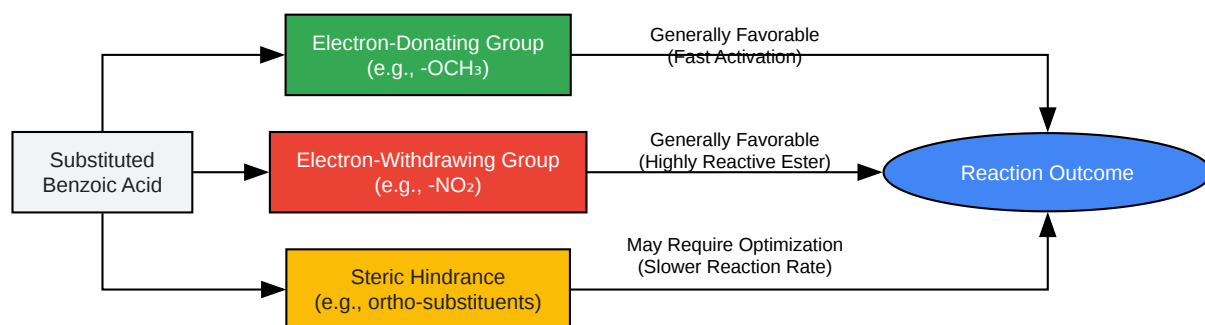 Electron-Donating Group
(e.g., -OCH₃)
Generally Favorable
(Fast Activation)
Substituted
Benzoic Acid
Electron-Withdrawing Group
(e.g., -NO₂)
Generally Favorable
(Highly Reactive Ester)
Reaction Outcome
Steric Hindrance
(e.g., ortho-substituents)
May Require Optimization
(Slower Reaction Rate)